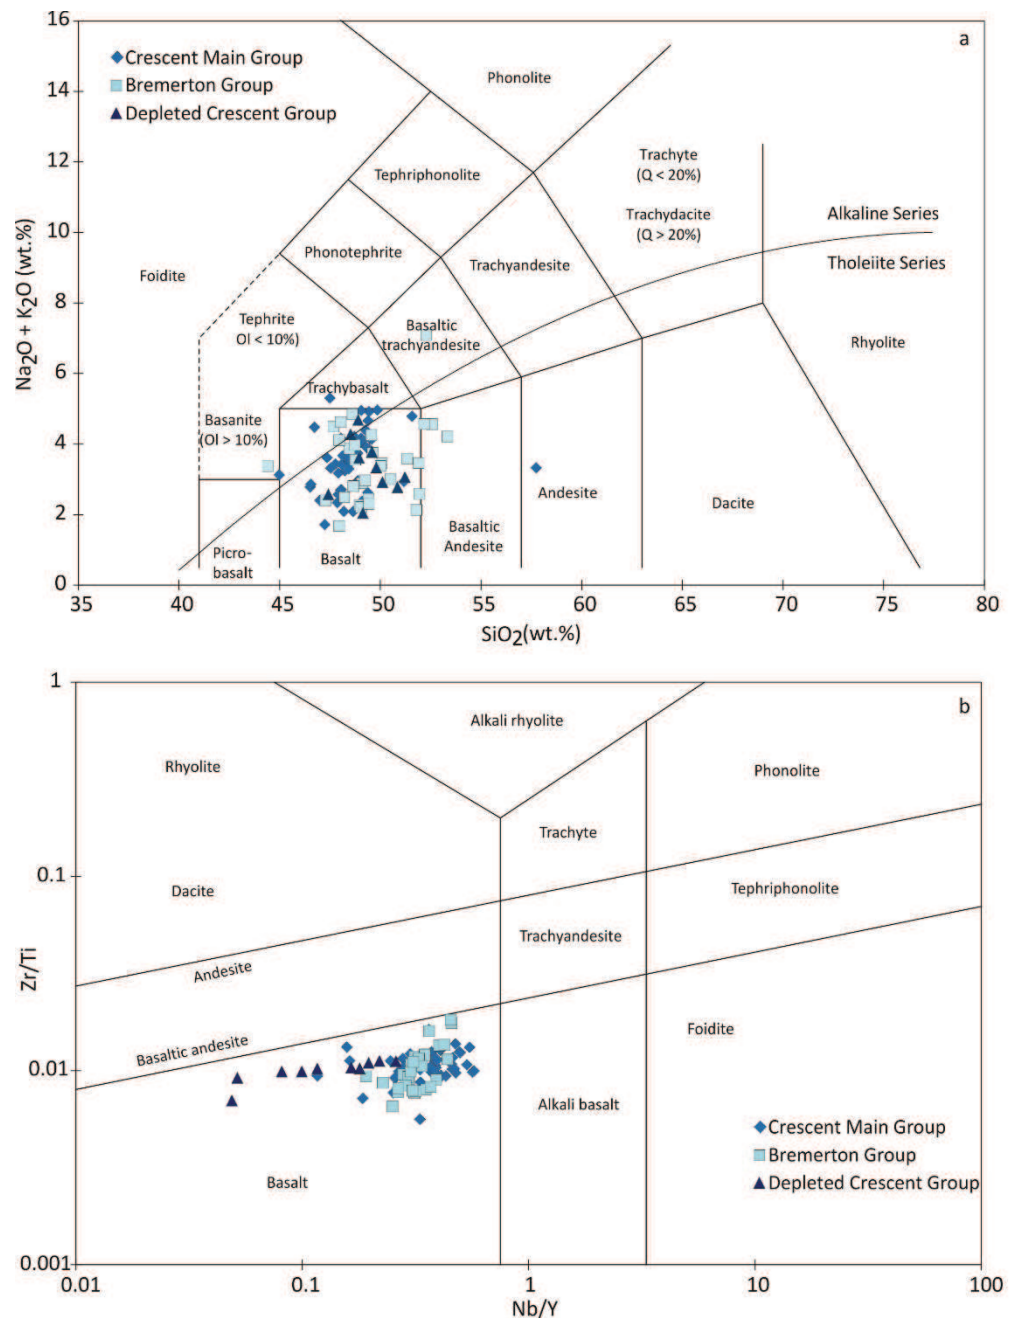 a
Crescent Main Group
Bremerton Group
Depleted Crescent Group
Na2O + K2O (wt.%)
16
14
12
10
8
6
4
2
0
Phonolite
Tephriphonolite
Trachyte
(Q < 20%)
Trachydacite
(Q > 20%)
Alkaline Series
Tholeiite Series
Foidite
Phonotephrite
Trachyandesite
Tephrite
Ol < 10%)
Basaltic
trachyandesite
Rhyolite
Trachybasalt
Basanite
(Ol > 10%)
Andesite
Dacite
Basaltic
Andesite
Picro-
basalt
Basalt
35 40 45 50 55 60 65 70 75 80
SiO2(wt.%)
b
Zr/Ti
1
0.1
0.01
0.001
Alkali rhyolite
Rhyolite
Phonolite
Trachyte
Dacite
Tephriphonolite
Trachyandesite
Andesite
Basaltic andesite
Foidite
Alkali basalt
Basalt
Crescent Main Group
Bremerton Group
Depleted Crescent Group
0.01 0.1 1 10 100
Nb/Y